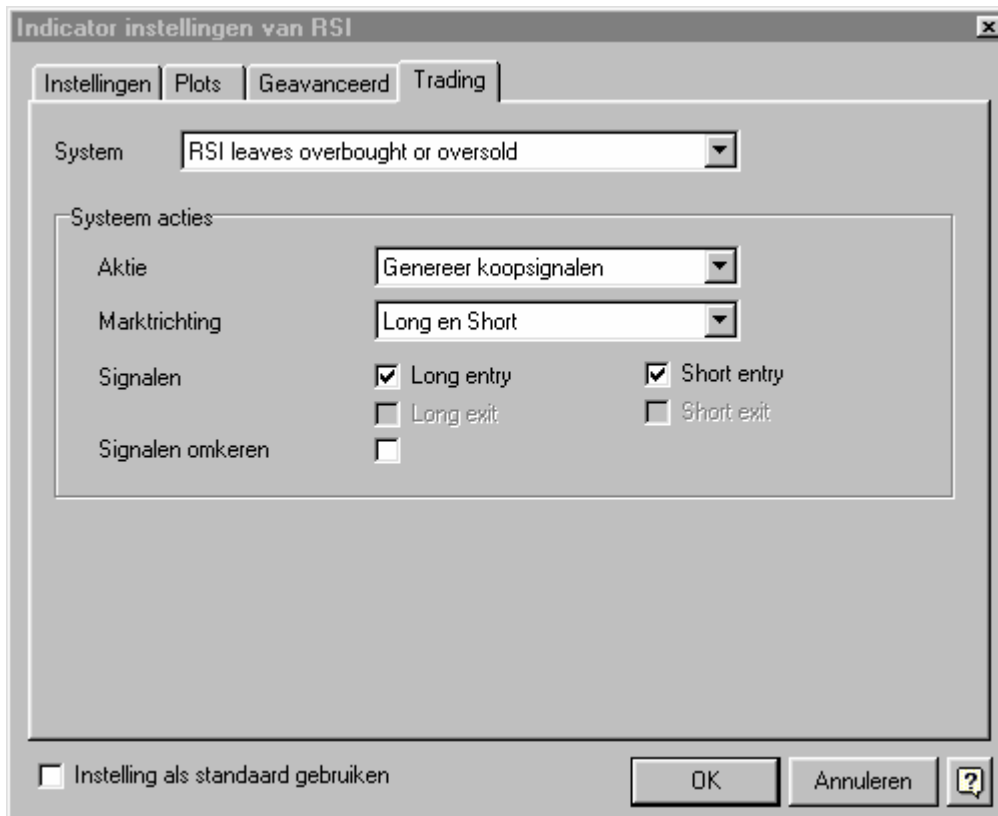 Indicator instellingen van RSI
Instellingen Plots Geavanceerd Trading
System RSI leaves overbought or oversold
Systeem acties
Aktie Genereer koopsignalen
Marktrichting Long en Short
Signalen Long entry Short entry
Long exit Short exit
Signalen omkeren
Instelling als standaard gebruiken OK Annuleren ?